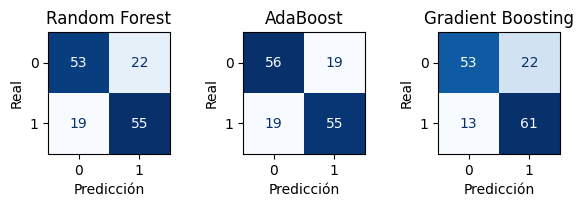 Random Forest
AdaBoost
Gradient Boosting
Real
0
53
22
1
19
55
0
1
Predicción
Real
0
56
19
1
19
55
0
1
Predicción
Real
0
53
22
1
13
61
0
1
Predicción